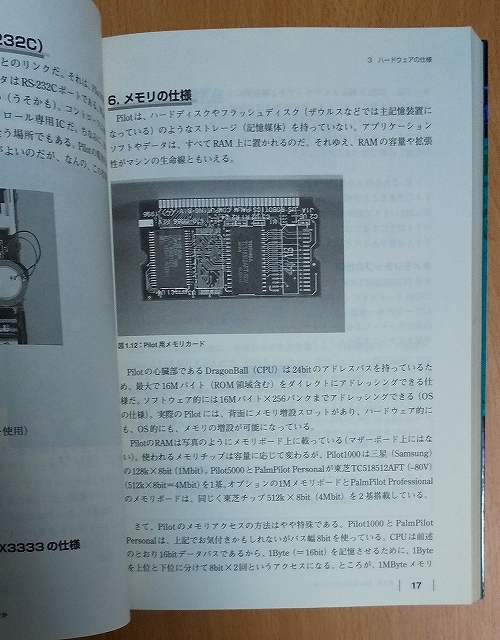 232C)
とのリンクだ。それは、
タはRS-232Cポートである。
(うそかも)。コントロー
ロール専用ICだ。ちな
う場所でもある。
がよいのだが、なんの、
を使用)
X3333の仕様
3 ハードウェアの仕様
6. メモリの仕様
Pilotは、ハードディスクやフラッシュディスク(ザウルスなどでは主記憶装置に
なっている)のようなストレージ(記憶媒体)を持っていない。アプリケーション
ソフトやデータは、すべてRAM上に置かれるのだ。それゆえ、RAMの容量や拡張
性がマシンの生命線ともいえる。
図1.12:Pilot用メモリカード
Pilotの心臓部であるDragonBall(CPU)は24bitのアドレスバスを持っているた
め、最大で16Mバイト(ROM領域含む)をダイレクトにアドレッシングできる仕
様だ。ソフトウェア的には16Mバイト×256バンクまでアドレッシングできる(OS
の仕様)。実際のPilotには、背面にメモリ増設スロットがあり、ハードウェア的に
も、OS的にも、メモリの増設が可能になっている。
PilotのRAMは写真のようにメモリボード上に載っている(マザーボード上にはな
い)。使われるメモリチップは容量に応じて変わるが、Pilot1000は三星(Samsung)
の128k×8bit(1Mbit)。Pilot5000とPalmPilot Personalが東芝TC518512AFT(-80V)
(512k×8bit=4Mbit)を1基。オプションの1MメモリボードとPalmPilot Professional
のメモリボードは、同じく東芝チップ512k×8bit(4Mbit)を2基搭載している。
さて、Pilotのメモリアクセスの方法はやや特殊である。Pilot1000とPalmPilot
Personalは、上記でお気付きかもしれないがバス幅8bitを使っている。CPUは前述
のとおり16bitデータバスであるから、1Byte(=16bit)を記憶させるために、1Byte
を上位と下位に分けて8bit×2回というアクセスになる。ところが、1MByteメモリ
17